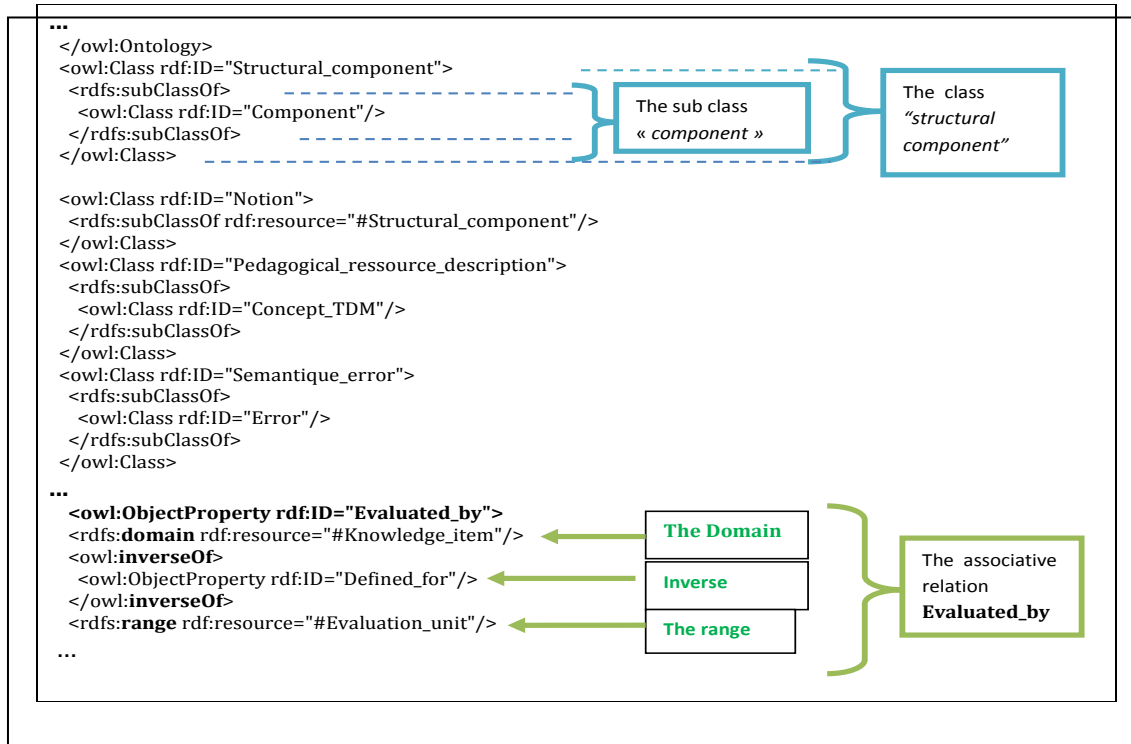 ...
</owl:Ontology>
<owl:Class rdf:ID="Structural_component">
<rdfs:subClassOf>
<owl:Class rdf:ID="Component"/>
</rdfs:subClassOf>
</owl:Class>
The sub class
« component »
The class
“structural
component”
<owl:Class rdf:ID="Notion">
<rdfs:subClassOf rdf:resource="#Structural_component"/>
</owl:Class>
<owl:Class rdf:ID="Pedagogical_ressource_description">
<rdfs:subClassOf>
<owl:Class rdf:ID="Concept_TDM"/>
</rdfs:subClassOf>
</owl:Class>
<owl:Class rdf:ID="Semantique_error">
<rdfs:subClassOf>
<owl:Class rdf:ID="Error"/>
</rdfs:subClassOf>
</owl:Class>
...
<owl:ObjectProperty rdf:ID="Evaluated_by">
<rdfs:domain rdf:resource="#Knowledge_item"/>
<owl:inverseOf>
<owl:ObjectProperty rdf:ID="Defined_for"/>
</owl:inverseOf>
<rdfs:range rdf:resource="#Evaluation_unit"/>
...
The Domain
Inverse
The range
The associative
relation
Evaluated_by